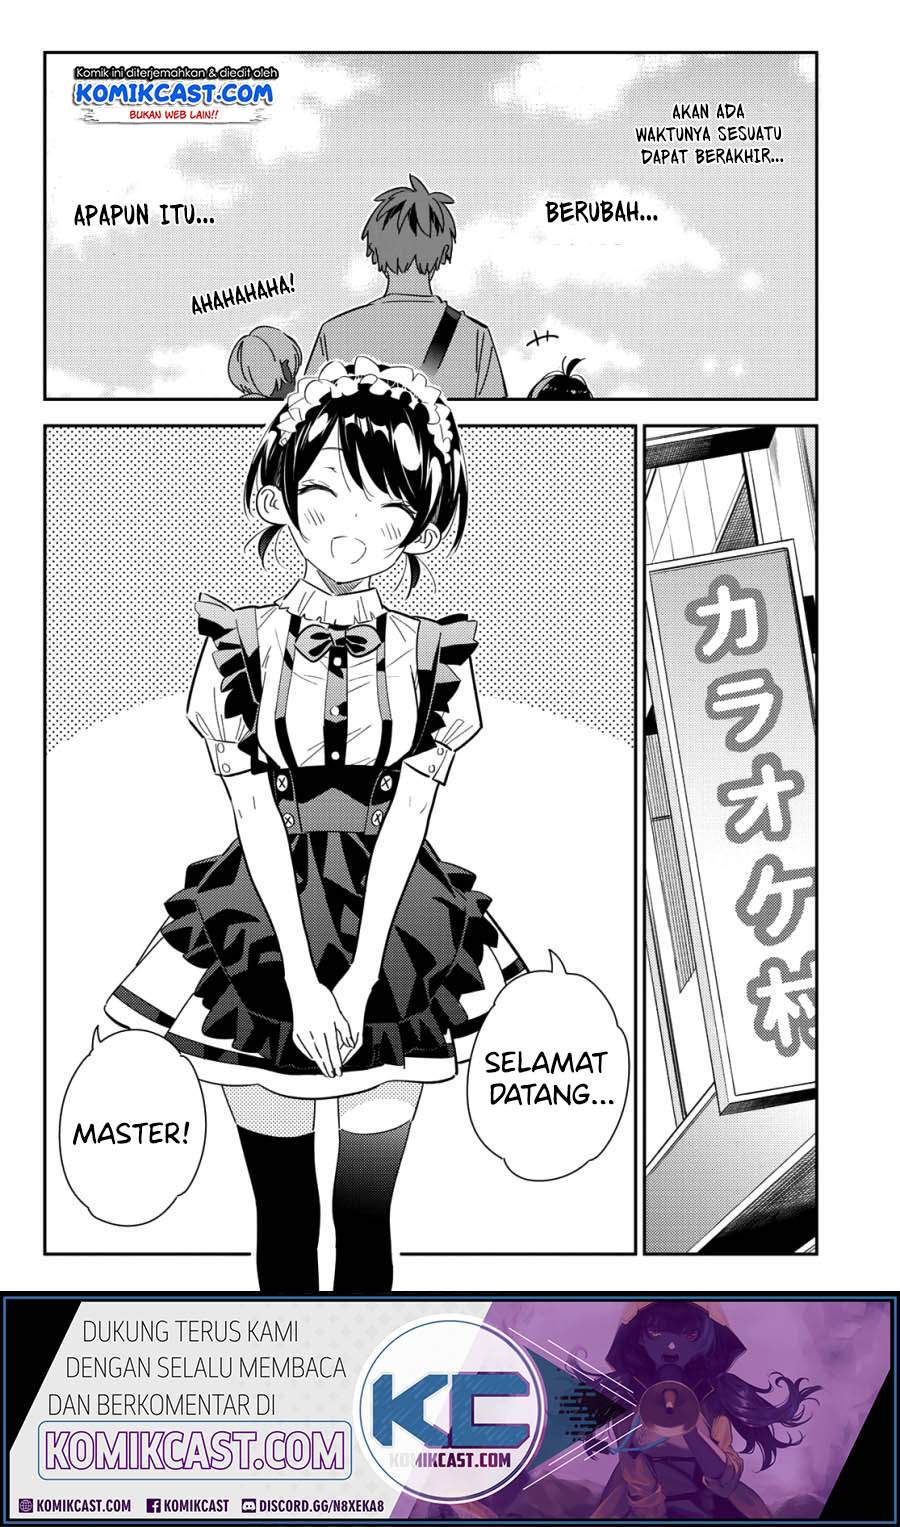 Komik ini diterjemahkan & diedit oleh
KOMIKCAST.COM
BUKAN WEB LAIN!!
AKAN ADA
WAKTUNYA SESUATU
DAPAT BERAKHIR...
BERUBAH...
APAPUN ITU...
AHAHAHAHA!
カラオケ村
SELAMAT
DATANG...
MASTER!
DUKUNG TERUS KAMI
DENGAN SELALU MEMBACA
DAN BERKOMENTAR DI
KOMIKCAST.COM
KC
KOMIKCAST.COM
KOMIKCAST.COM KOMIKCAST DISCORD.GG/N8XEKA8